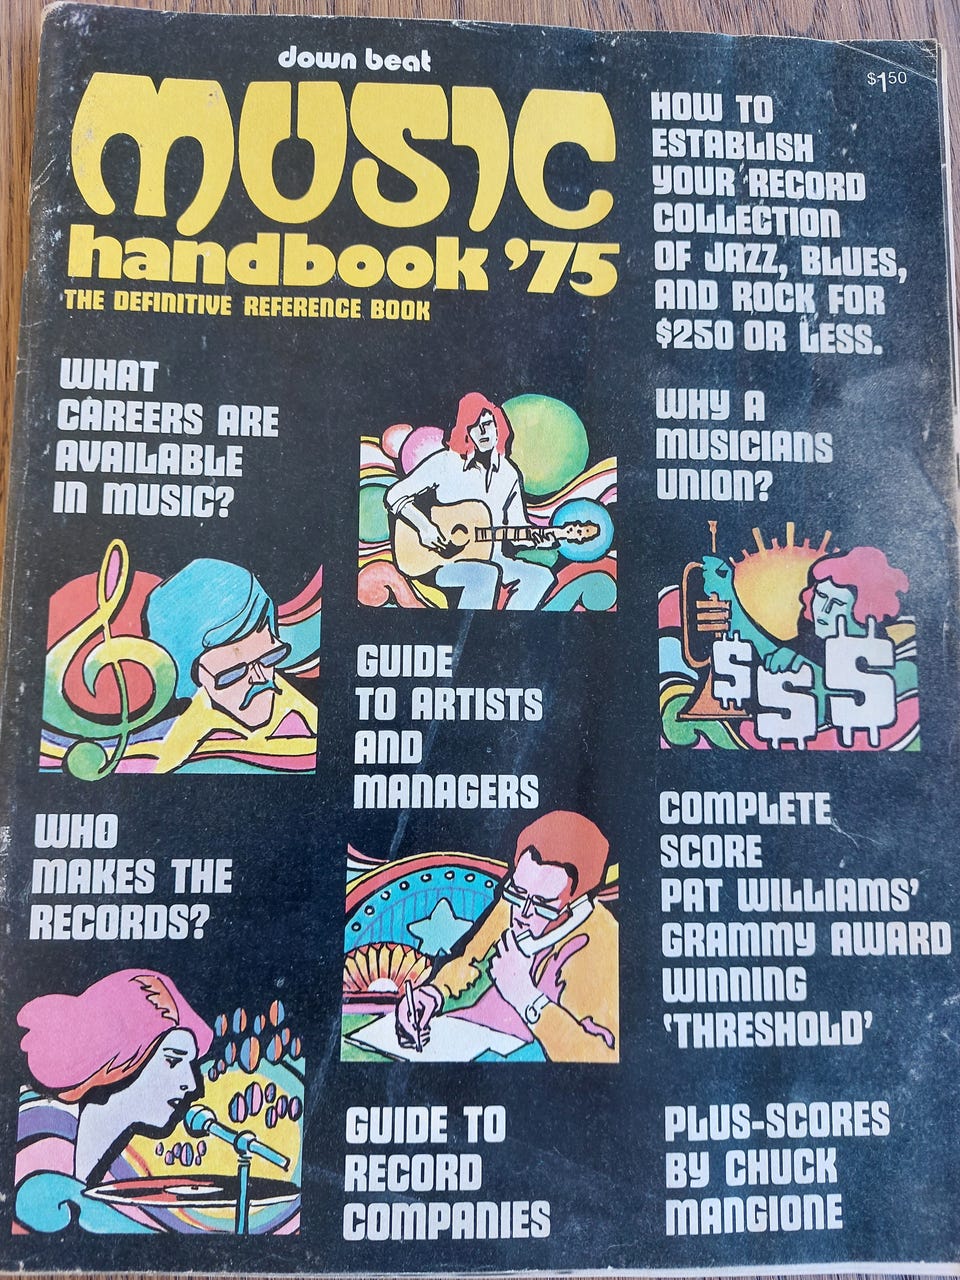 down beat
$1.50
MUSIC
handbook '75
THE DEFINITIVE REFERENCE BOOK
HOW TO
ESTABLISH
YOUR RECORD
COLLECTION
OF JAZZ, BLUES,
AND ROCK FOR
$250 OR LESS.
WHAT
CAREERS ARE
AVAILABLE
IN MUSIC?
WHY A
MUSICIANS
UNION?
$ $ $
GUIDE
TO ARTISTS
AND
MANAGERS
WHO
MAKES THE
RECORDS?
COMPLETE
SCORE
PAT WILLIAMS'
GRAMMY AWARD
WINNING
'THRESHOLD'
GUIDE TO
RECORD
COMPANIES
PLUS-SCORES
BY CHUCK
MANGIONE